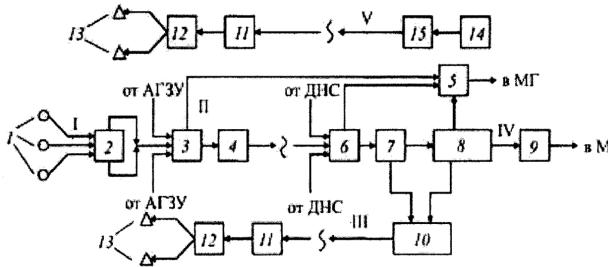 13 12 11 V 15 14
от АГЗУ II от ДНС 5 в МГ
1 I 2 3 4 6 7 8 IV 9 в М
от АГЗУ от ДНС
13 12 11 III 10